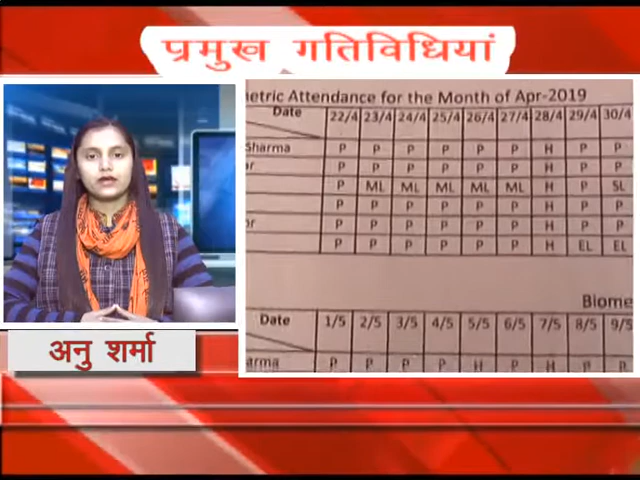 प्रमुख गतिविधियां
etric Attendance for the Month of Apr-2019
Date 22/4 23/4 24/4 25/4 26/4 27/4 28/4 29/4 30/4
Sharma P P P P P P H P P
P P P P P P H P P
P ML ML ML ML ML H P SL
P P P P P P H P P
or P P P P P P H P P
P P P P P P H EL EL
Biome
Date 1/5 2/5 3/5 4/5 5/5 6/5 7/5 8/5 9/5
arma P P P P H P H P P
अनु शर्मा